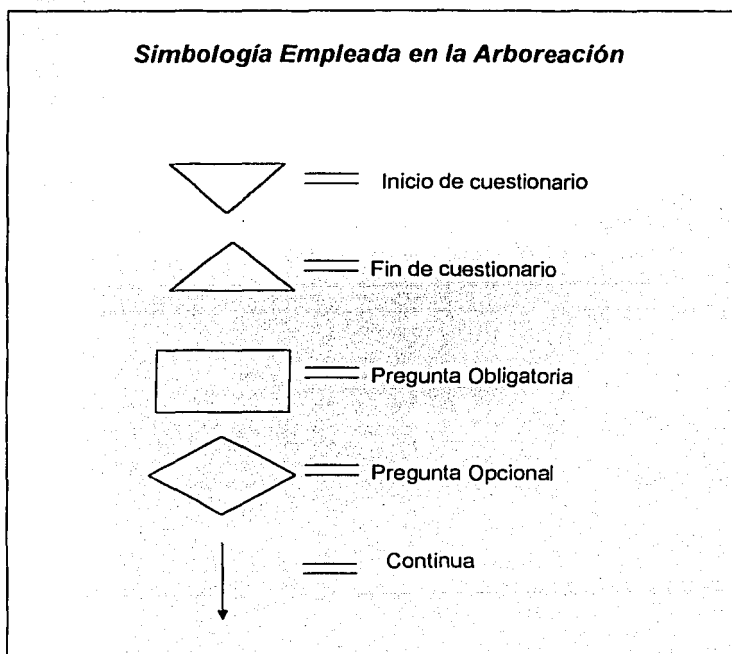 Simbología Empleada en la Arboreación
Inicio de cuestionario
Fin de cuestionario
Pregunta Obligatoria
Pregunta Opcional
Continua